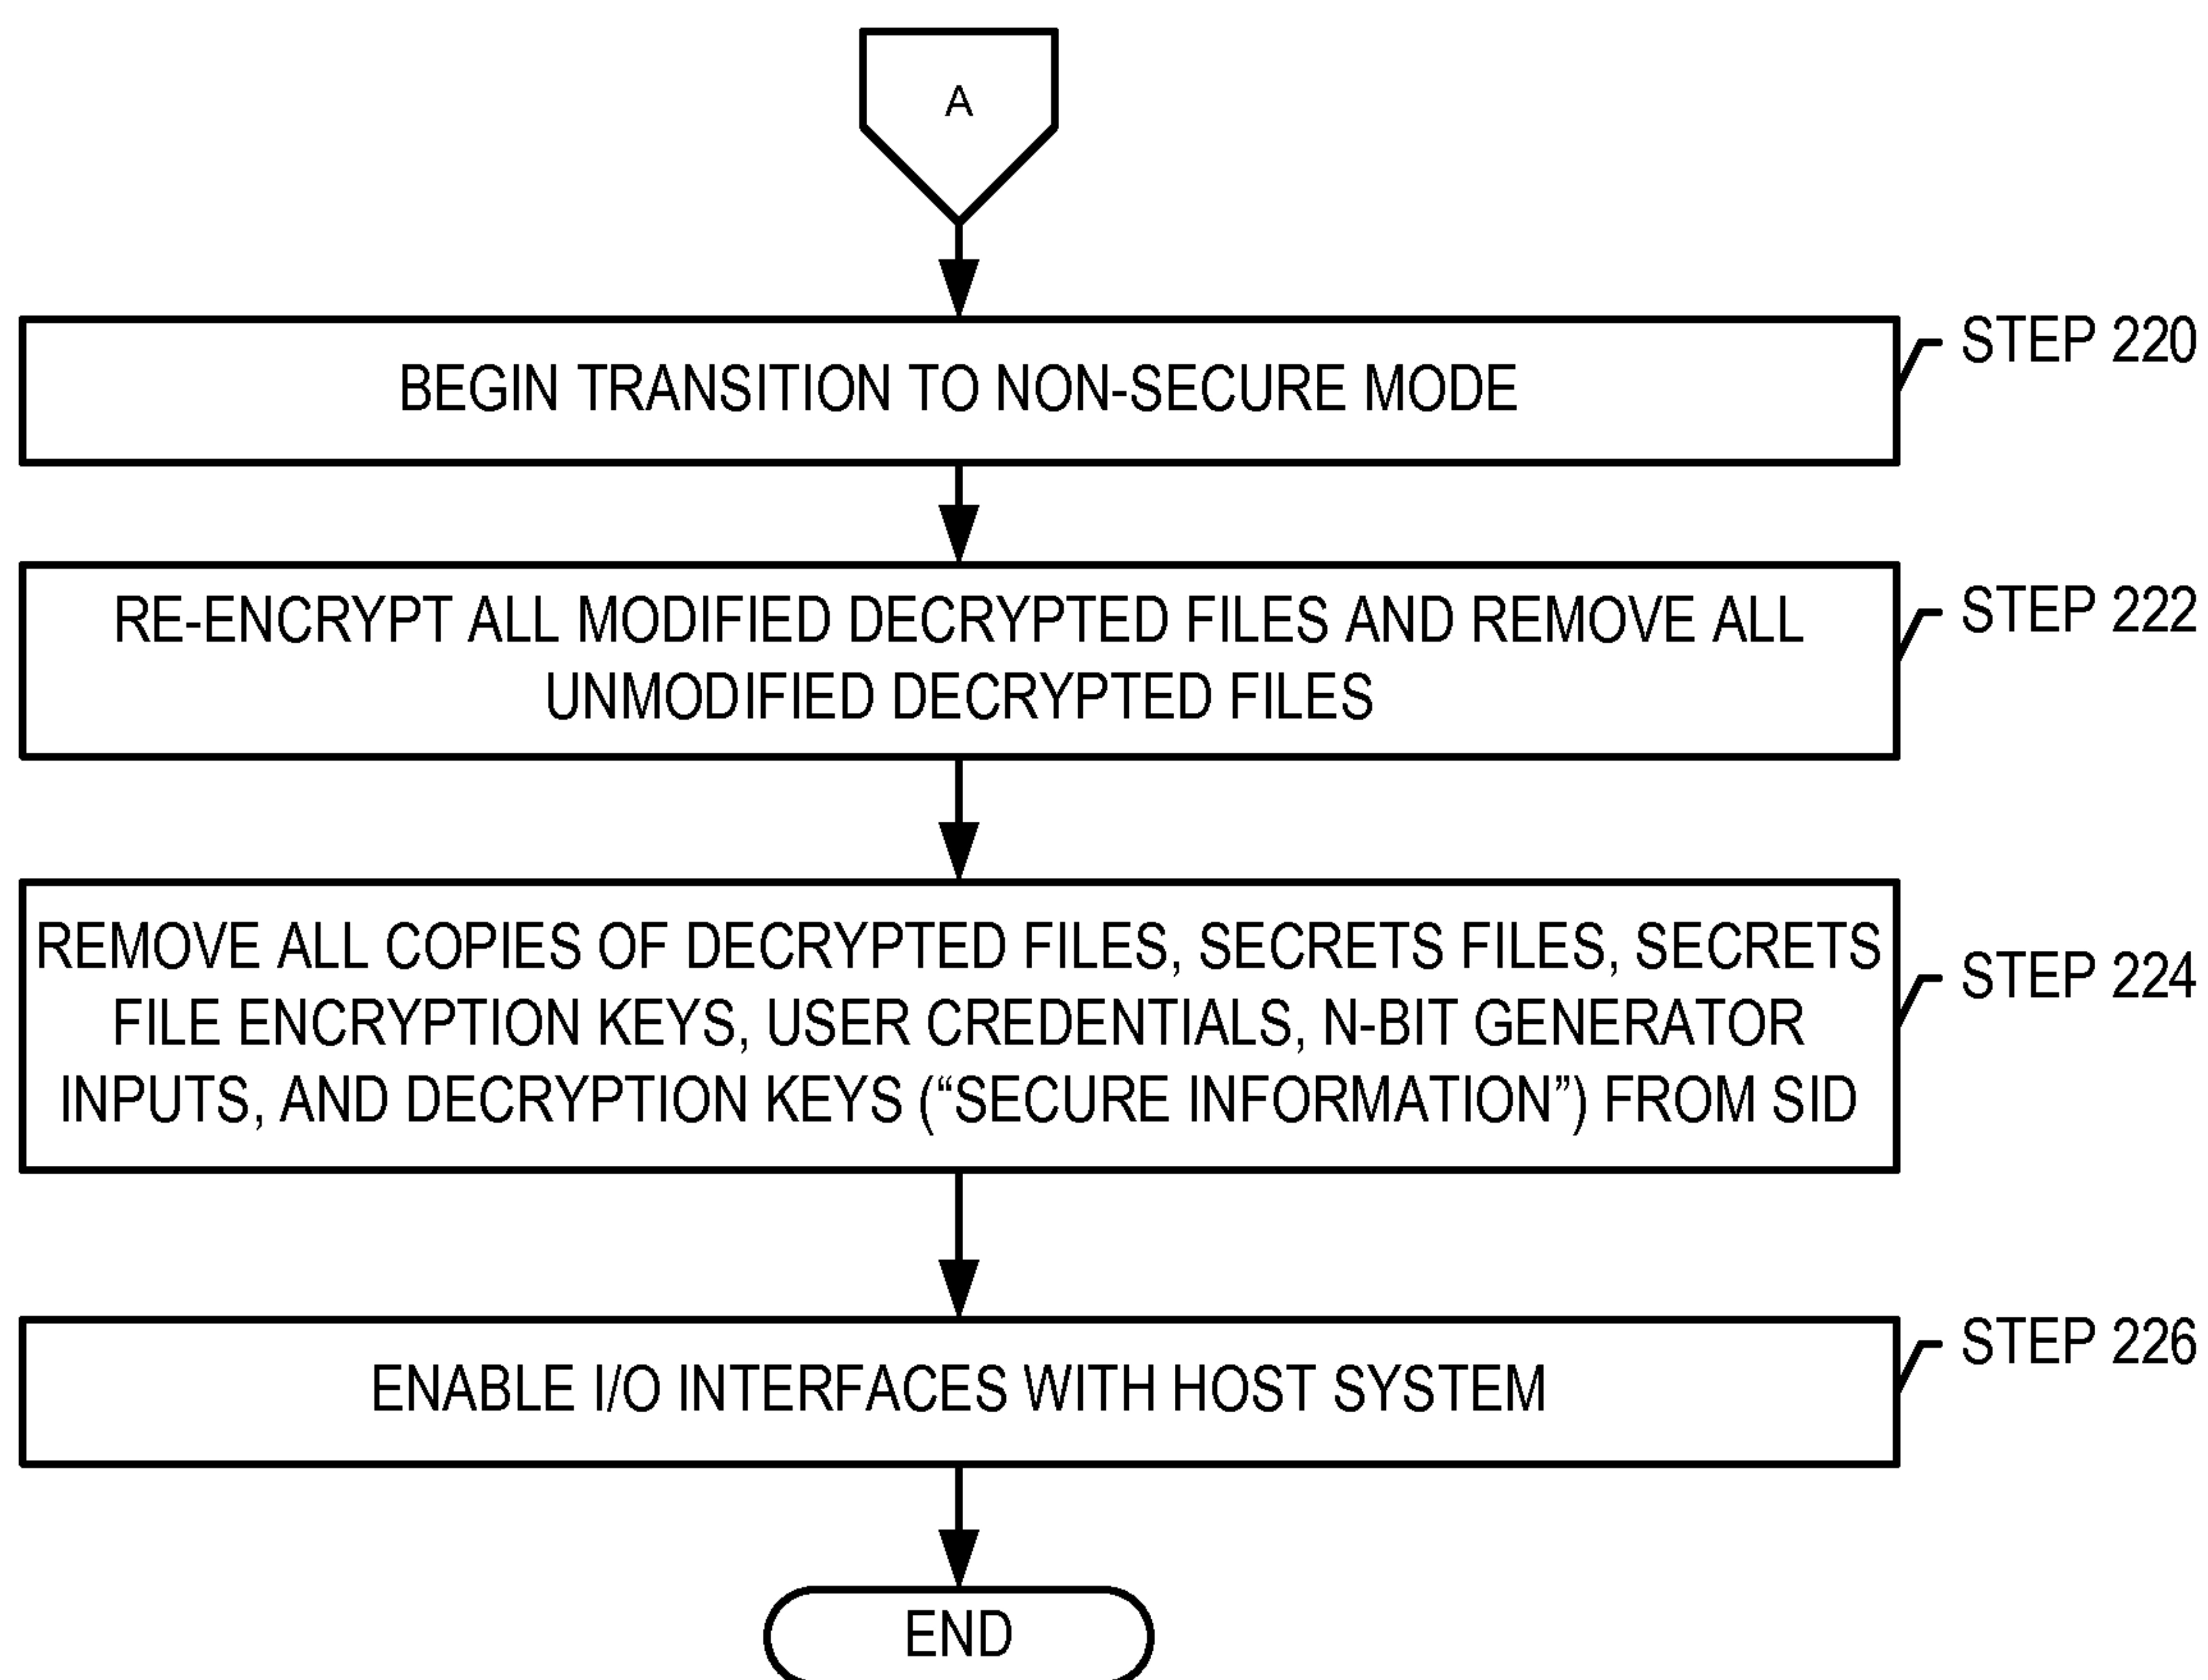 A
BEGIN TRANSITION TO NON-SECURE MODE
STEP 220
RE-ENCRYPT ALL MODIFIED DECRYPTED FILES AND REMOVE ALL
UNMODIFIED DECRYPTED FILES
STEP 222
REMOVE ALL COPIES OF DECRYPTED FILES, SECRETS FILES, SECRETS
FILE ENCRYPTION KEYS, USER CREDENTIALS, N-BIT GENERATOR
INPUTS, AND DECRYPTION KEYS (“SECURE INFORMATION”) FROM SID
STEP 224
ENABLE I/O INTERFACES WITH HOST SYSTEM
STEP 226
END